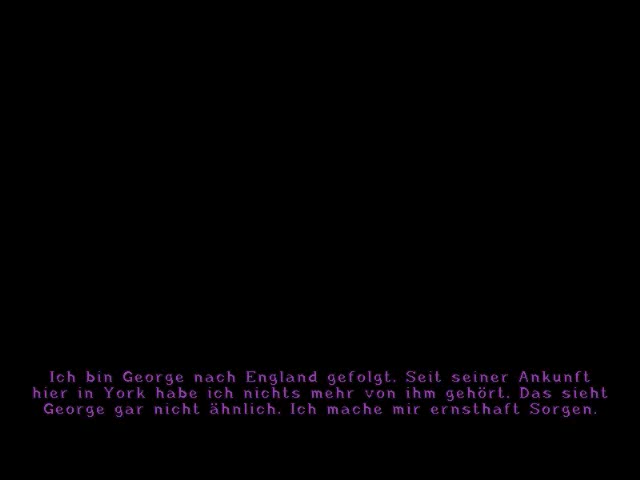 Ich bin George nach England gefolgt. Seit seiner Ankunft
hier in York habe ich nichts mehr von ihm gehört. Das sieht
George gar nicht ähnlich. Ich mache mir ernsthaft Sorgen.